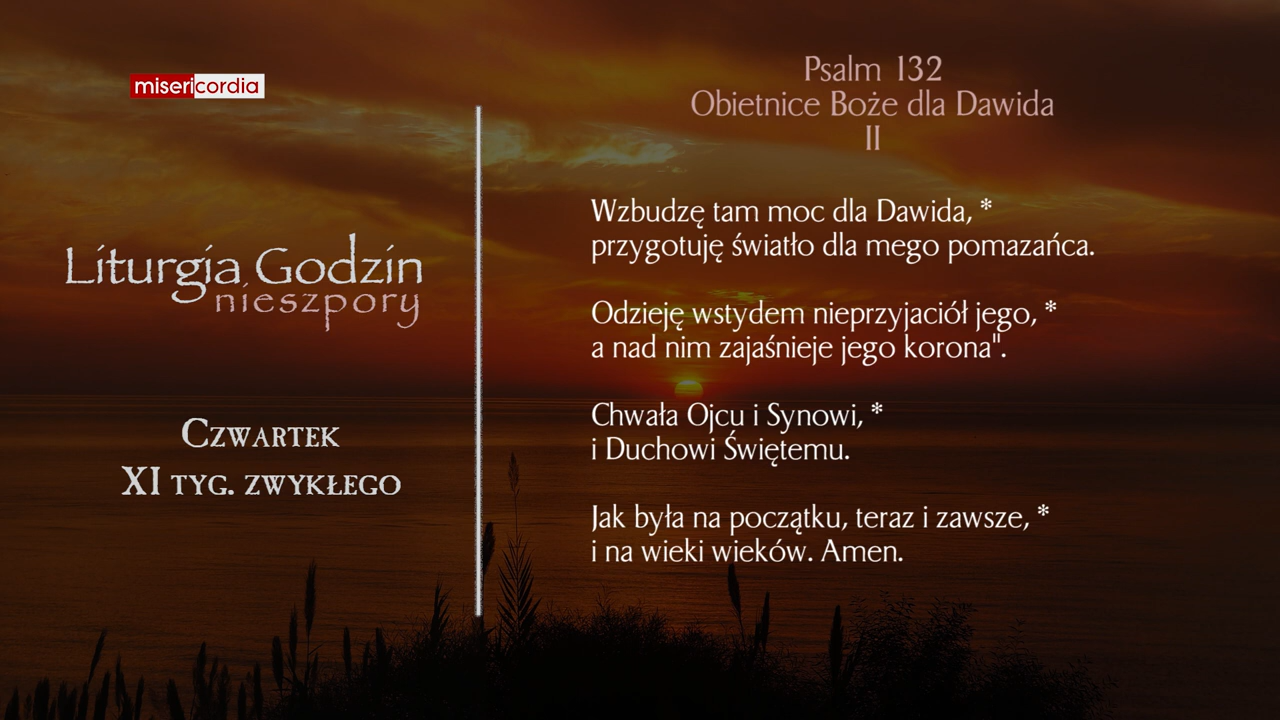 misericordia
Liturgia Godzin
nieszpory
Czwartek
XI tyg. zwykłego
Psalm 132
Obietnice Boże dla Dawida
II
Wzbudzę tam moc dla Dawida, *
przygotuję światło dla mego pomazańca.
Odzieję wstydem nieprzyjaciół jego, *
a nad nim zajaśnieje jego korona".
Chwała Ojcu i Synowi, *
i Duchowi Świętemu.
Jak była na początku, teraz i zawsze, *
i na wieki wieków. Amen.